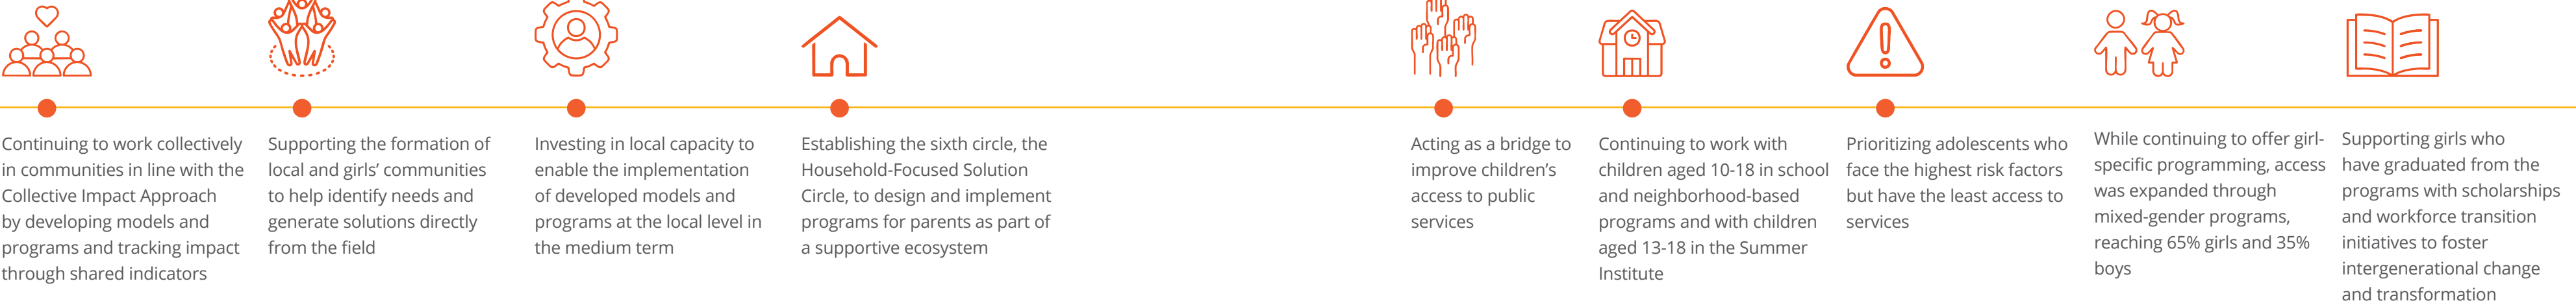 Continuing to work collectively
in communities in line with the
Collective Impact Approach
by developing models and
programs and tracking impact
through shared indicators
Supporting the formation of
local and girls’ communities
to help identify needs and
generate solutions directly
from the field
Investing in local capacity to
enable the implementation
of developed models and
programs at the local level in
the medium term
Establishing the sixth circle, the
Household-Focused Solution
Circle, to design and implement
programs for parents as part of
a supportive ecosystem
Acting as a bridge to
improve children’s
access to public
services
Continuing to work with
children aged 10-18 in school
and neighborhood-based
programs and with children
aged 13-18 in the Summer
Institute
Prioritizing adolescents who
face the highest risk factors
but have the least access to
services
While continuing to offer girl-
specific programming, access
was expanded through
mixed-gender programs,
reaching 65% girls and 35%
boys
Supporting girls who
have graduated from the
programs with scholarships
and workforce transition
initiatives to foster
intergenerational change
and transformation